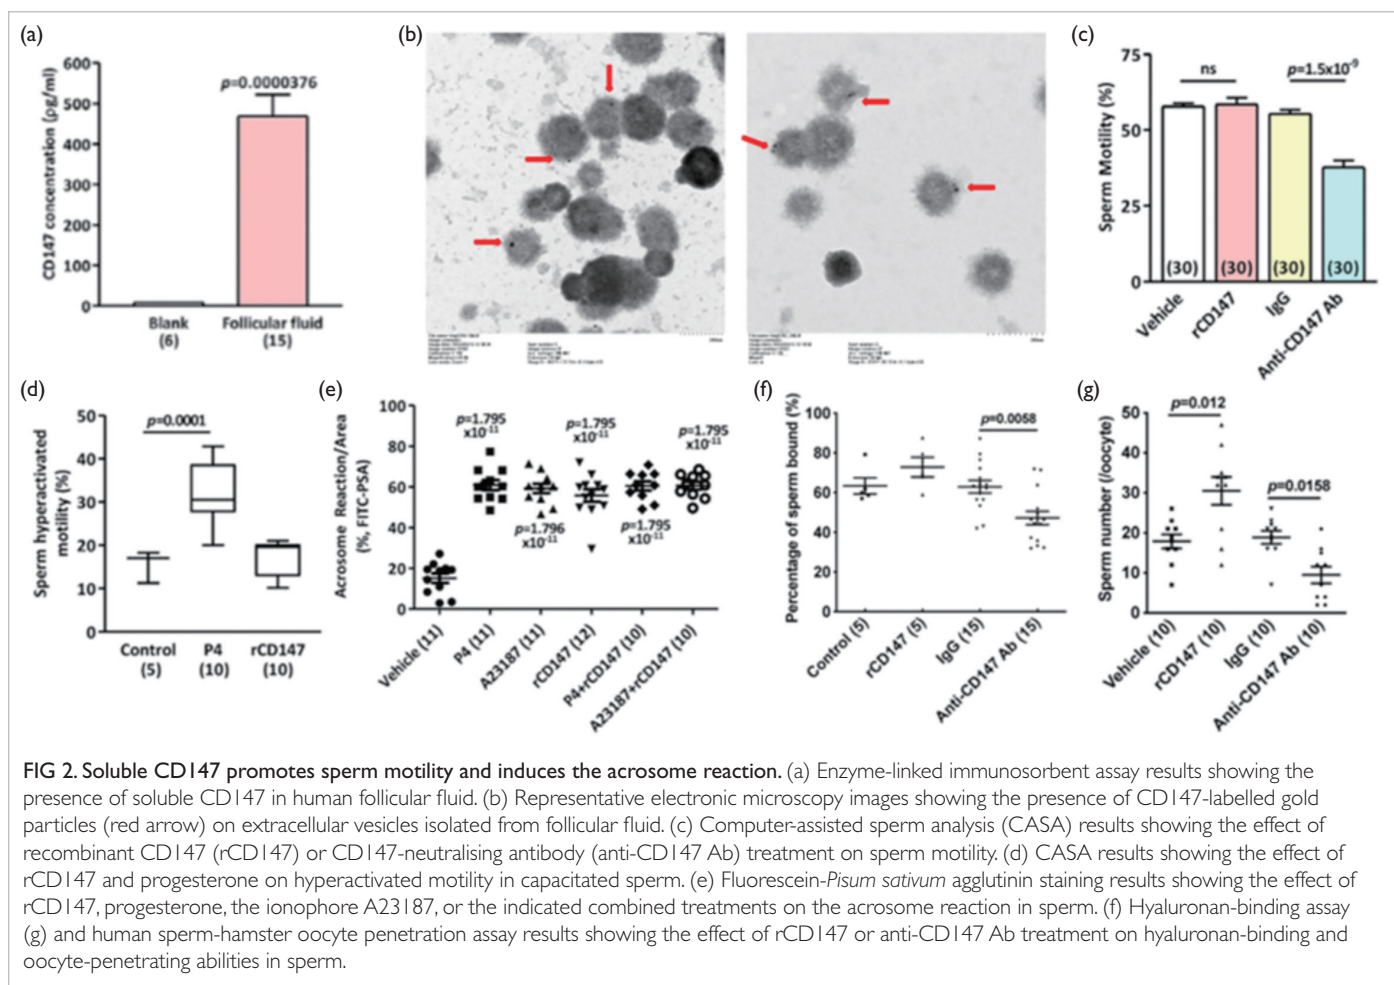 (a)
CD147 concentration (pg/ml)
600
500
400
300
200
100
0
p=0.0000376
Blank
(6)
Follicular fluid
(15)
(b)
(c)
Sperm Motility (%)
75
50
25
0
ns
p=1.5x10⁻⁹
(30)
(30)
(30)
(30)
Vehicle
rCD147
IgG
Anti-CD147 Ab
(d)
Sperm hyperactivated
motility (%)
50
40
30
20
10
0
p=0.0001
Control
(5)
P4
(10)
rCD147
(10)
(e)
Acrosome Reaction/Area
(%, FITC-PSA)
100
80
60
40
20
0
p=1.795
x10⁻¹¹
p=1.796
x10⁻¹¹
p=1.795
x10⁻¹¹
p=1.795
x10⁻¹¹
p=1.795
x10⁻¹¹
Vehicle (11)
P4 (11)
A23187 (11)
rCD147 (12)
P4+rCD147 (10)
A23187+rCD147 (10)
(f)
Percentage of sperm bound (%)
100
80
60
40
20
0
p=0.0058
Control (5)
rCD147 (5)
IgG (15)
Anti-CD147 Ab (15)
(g)
Sperm number (/oocyte)
50
40
30
20
10
0
p=0.012
p=0.0158
Vehicle (10)
rCD147 (10)
IgG (10)
Anti-CD147 Ab (10)
FIG 2. Soluble CD147 promotes sperm motility and induces the acrosome reaction. (a) Enzyme-linked immunosorbent assay results showing the
presence of soluble CD147 in human follicular fluid. (b) Representative electronic microscopy images showing the presence of CD147-labelled gold
particles (red arrow) on extracellular vesicles isolated from follicular fluid. (c) Computer-assisted sperm analysis (CASA) results showing the effect of
recombinant CD147 (rCD147) or CD147-neutralising antibody (anti-CD147 Ab) treatment on sperm motility. (d) CASA results showing the effect of
rCD147 and progesterone on hyperactivated motility in capacitated sperm. (e) Fluorescein-Pisum sativum agglutinin staining results showing the effect of
rCD147, progesterone, the ionophore A23187, or the indicated combined treatments on the acrosome reaction in sperm. (f) Hyaluronan-binding assay
(g) and human sperm-hamster oocyte penetration assay results showing the effect of rCD147 or anti-CD147 Ab treatment on hyaluronan-binding and
oocyte-penetrating abilities in sperm.